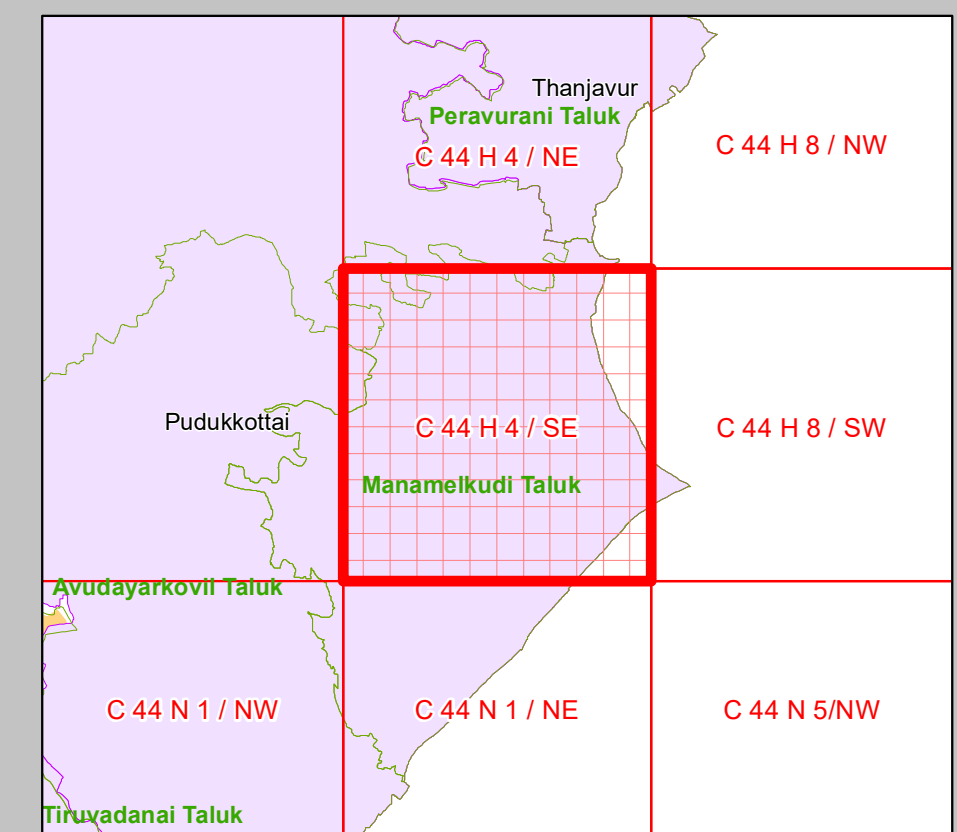 Thanjavur
Peravurani Taluk
C 44 H 4 / NE
C 44 H 8 / NW
Pudukkottai
C 44 H 4 / SE
C 44 H 8 / SW
Manamelkudi Taluk
Avudayarkovil Taluk
C 44 N 1 / NW
C 44 N 1 / NE
C 44 N 5/NW
Tiruvadanai Taluk